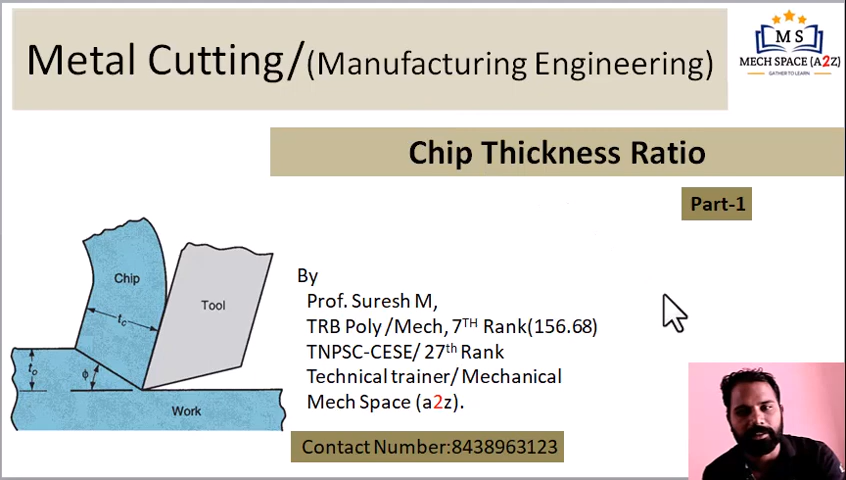 Metal Cutting/(Manufacturing Engineering)
M S
MECH SPACE (A2Z)
GATHER TO LEARN
Chip Thickness Ratio
Part-1
Chip
Tool
tc
to
ϕ
Work
By
Prof. Suresh M,
TRB Poly /Mech, 7TH Rank(156.68)
TNPSC-CESE/ 27th Rank
Technical trainer/ Mechanical
Mech Space (a2z).
Contact Number:8438963123